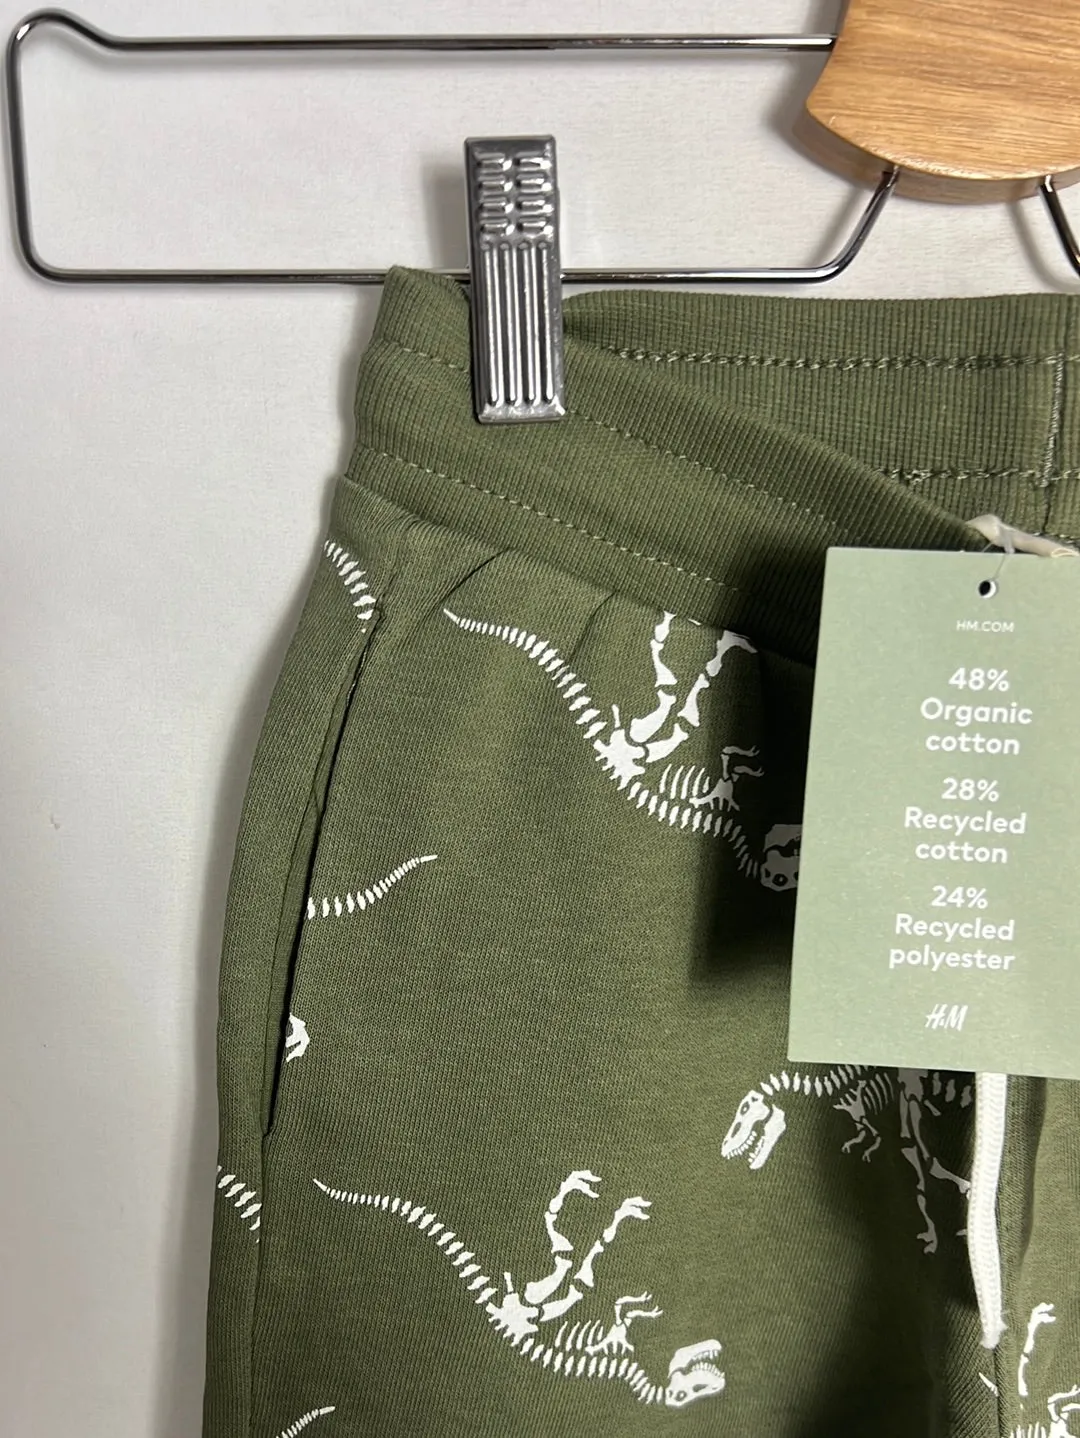 HM.COM
48%
Organic
cotton
28%
Recycled
cotton
24%
Recycled
polyester
H&M